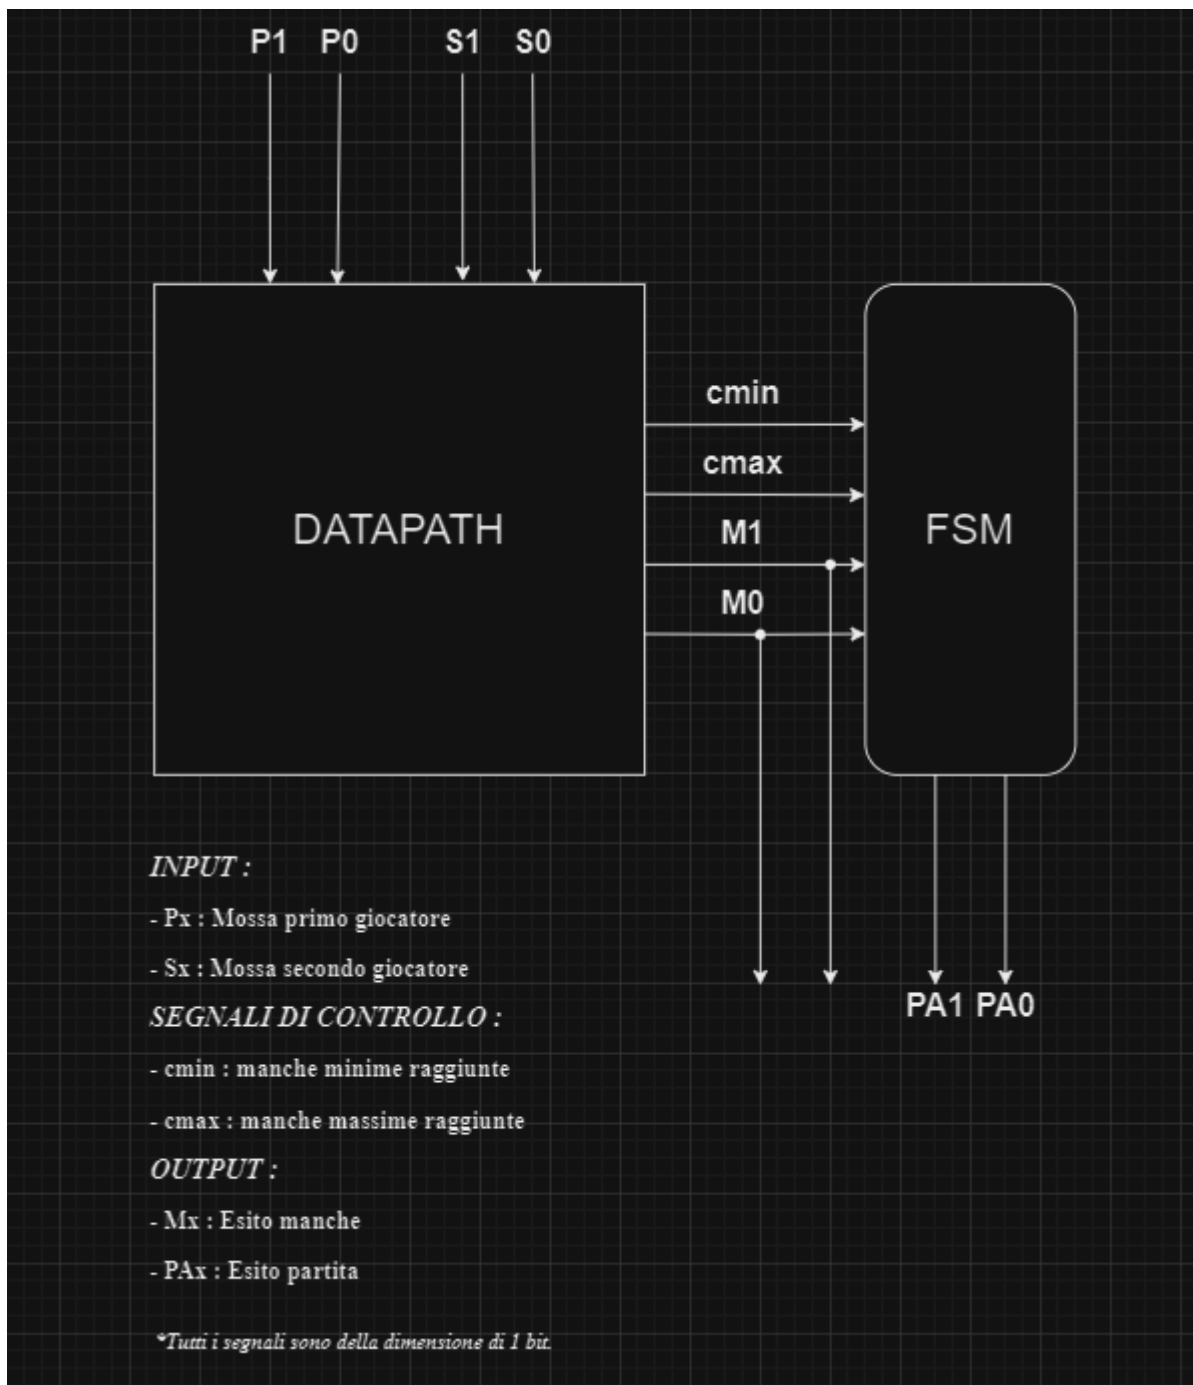 P1 P0 S1 S0
cmin
cmax
DATAPATH
FSM
M1
M0
INPUT :
- Px : Mossa primo giocatore
- Sx : Mossa secondo giocatore
PA1 PA0
SEGNALI DI CONTROLLO :
- cmin : manche minime raggiunte
- cmax : manche massime raggiunte
OUTPUT :
- Mx : Esito manche
- PAx : Esito partita
*Tutti i segnali sono della dimensione di 1 bit.